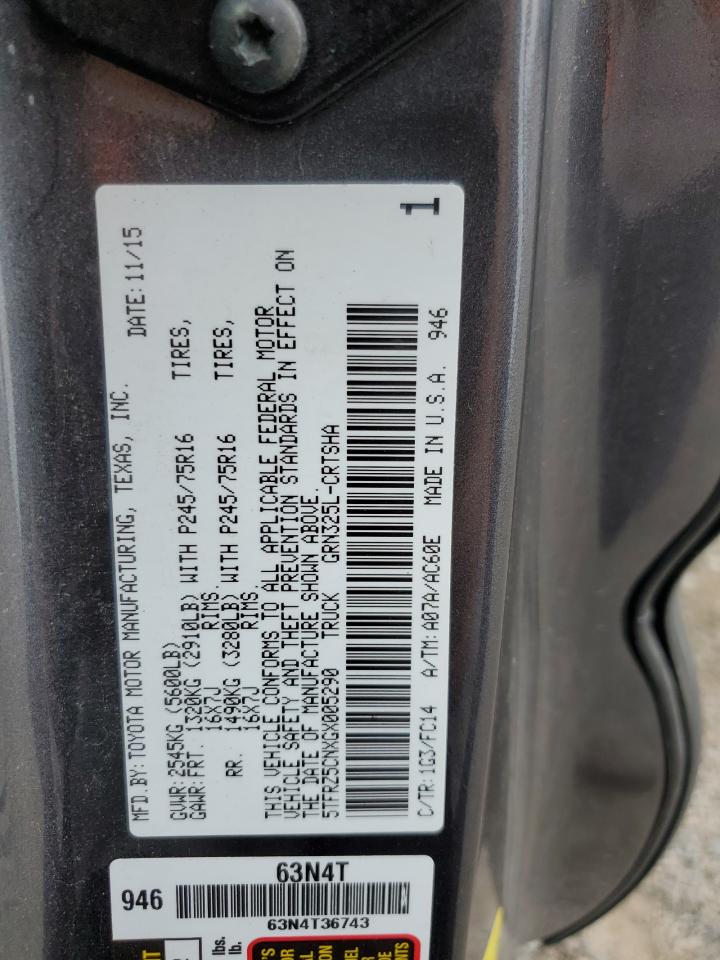 MFD.BY: TOYOTA MOTOR MANUFACTURING, TEXAS, INC. DATE: 11/15
GVWR: 2545KG (5600LB)
GAWR: FRT. 1320KG (2910LB) WITH P245/75R16 TIRES,
16X7J RIMS.
RR. 1490KG (3280LB) WITH P245/75R16 TIRES,
16X7J RIMS.
THIS VEHICLE CONFORMS TO ALL APPLICABLE FEDERAL MOTOR
VEHICLE SAFETY AND THEFT PREVENTION STANDARDS IN EFFECT ON
THE DATE OF MANUFACTURE SHOWN ABOVE.
5TFRZ5CNXGX005290 TRUCK GRN325L-CRTSHA
C/TR: 1G3/FC14 A/TM: A07A/AC60E MADE IN U.S.A. 946
1
63N4T
946
63N4T36743
lbs.
lb.